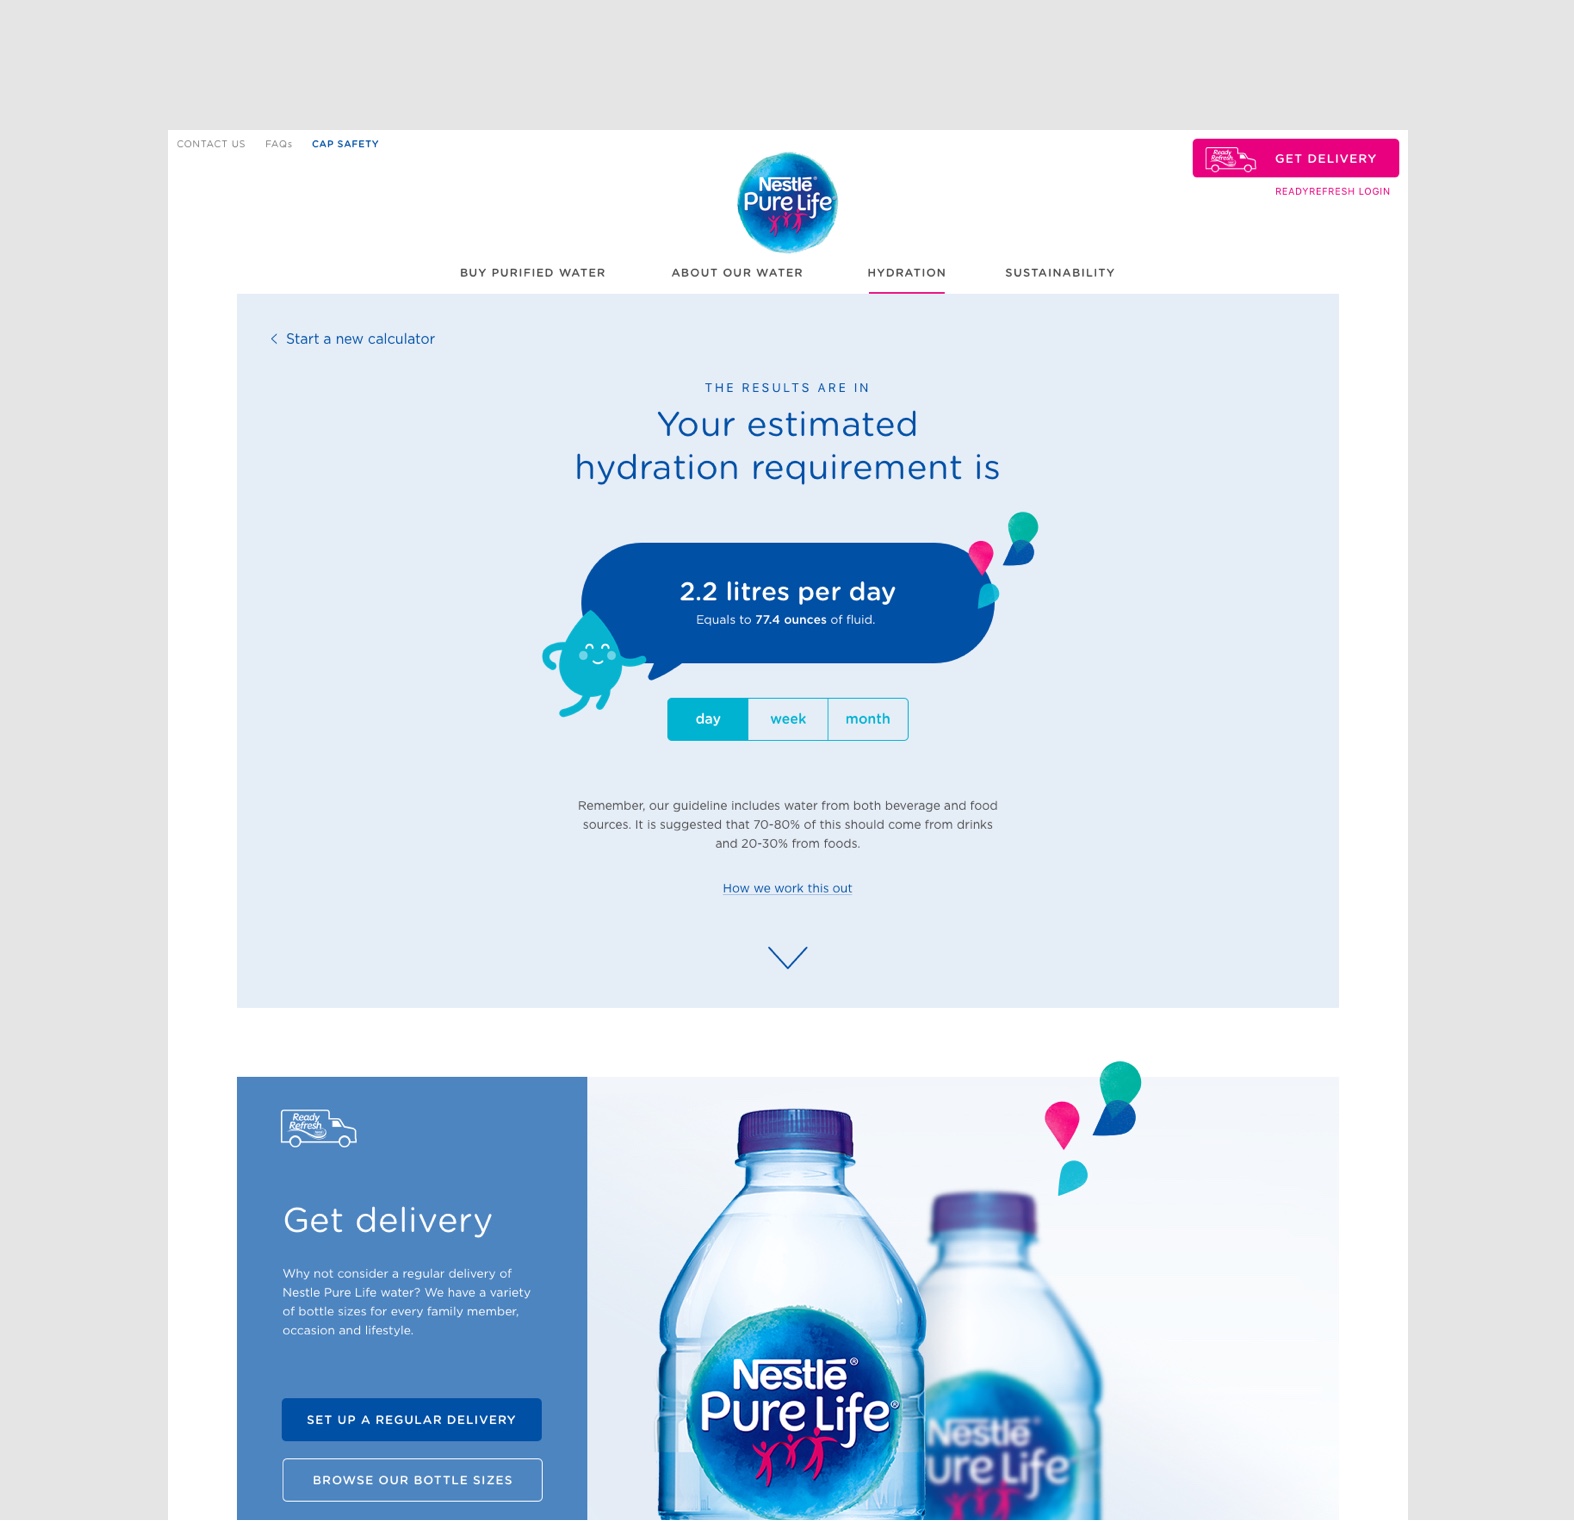 CONTACT US FAQs CAP SAFETY
Ready
Refresh
GET DELIVERY
READYREFRESH LOGIN
Nestlé®
Pure Life®
BUY PURIFIED WATER ABOUT OUR WATER HYDRATION SUSTAINABILITY
Start a new calculator
THE RESULTS ARE IN
Your estimated
hydration requirement is
2.2 litres per day
Equals to 77.4 ounces of fluid.
day week month
Remember, our guideline includes water from both beverage and food
sources. It is suggested that 70-80% of this should come from drinks
and 20-30% from foods.
How we work this out
Ready
Refresh
Get delivery
Why not consider a regular delivery of
Nestle Pure Life water? We have a variety
of bottle sizes for every family member,
occasion and lifestyle.
SET UP A REGULAR DELIVERY
BROWSE OUR BOTTLE SIZES
Nestlé®
Pure Life®
Nestlé
ure Life